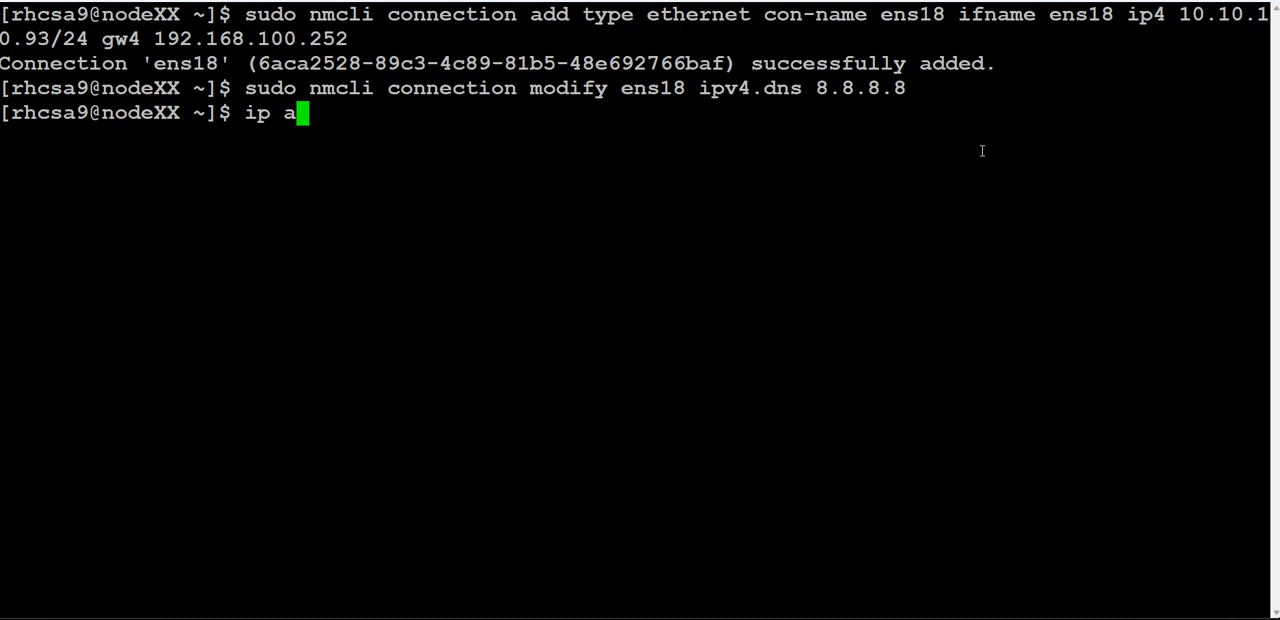 [rhcsa9@nodeXX ~]$ sudo nmcli connection add type ethernet con-name ens18 ifname ens18 ip4 10.10.1
0.93/24 gw4 192.168.100.252
Connection 'ens18' (6aca2528-89c3-4c89-81b5-48e692766baf) successfully added.
[rhcsa9@nodeXX ~]$ sudo nmcli connection modify ens18 ipv4.dns 8.8.8.8
[rhcsa9@nodeXX ~]$ ip a